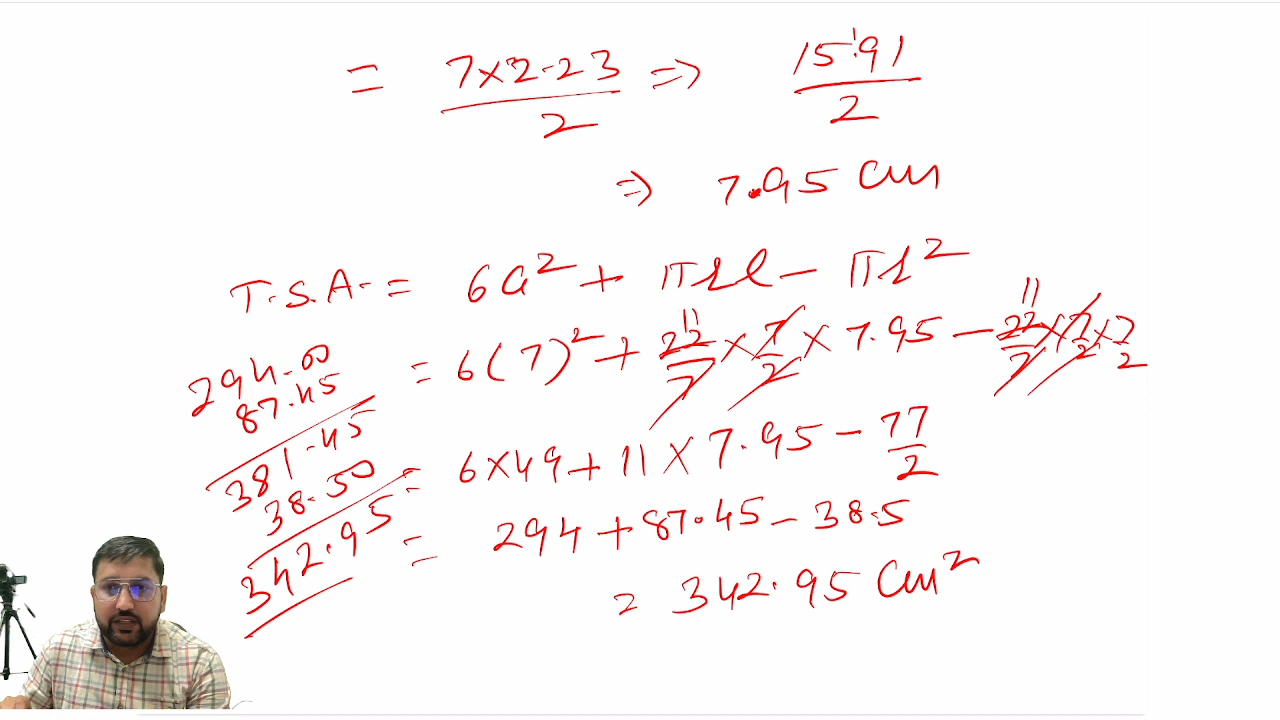 = 7×2.23/2 ⇒ 15.91/2
⇒ 7.95 cm
T.S.A. = 6a² + πrl − πr²
= 6(7)² + 22/7 × 7/2 × 7.95 − 22/7 × 7/2 × 7/2
11 11
= 6×49 + 11 × 7.95 − 77/2
= 294 + 87.45 − 38.5
= 342.95 cm²
294.00
87.45
381.45
38.50
342.95